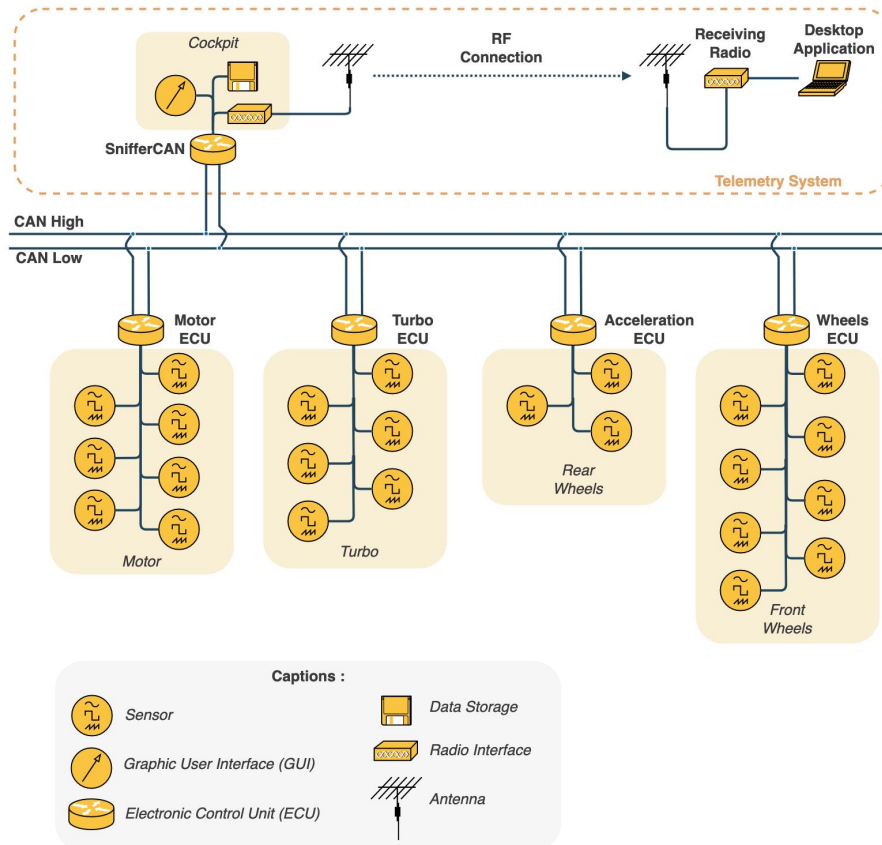 Cockpit
RF
Connection
Receiving
Radio
Desktop
Application
SnifferCAN
Telemetry System
CAN High
CAN Low
Motor
ECU
Turbo
ECU
Acceleration
ECU
Wheels
ECU
Motor
Turbo
Rear
Wheels
Front
Wheels
Captions :
Sensor
Graphic User Interface (GUI)
Electronic Control Unit (ECU)
Data Storage
Radio Interface
Antenna